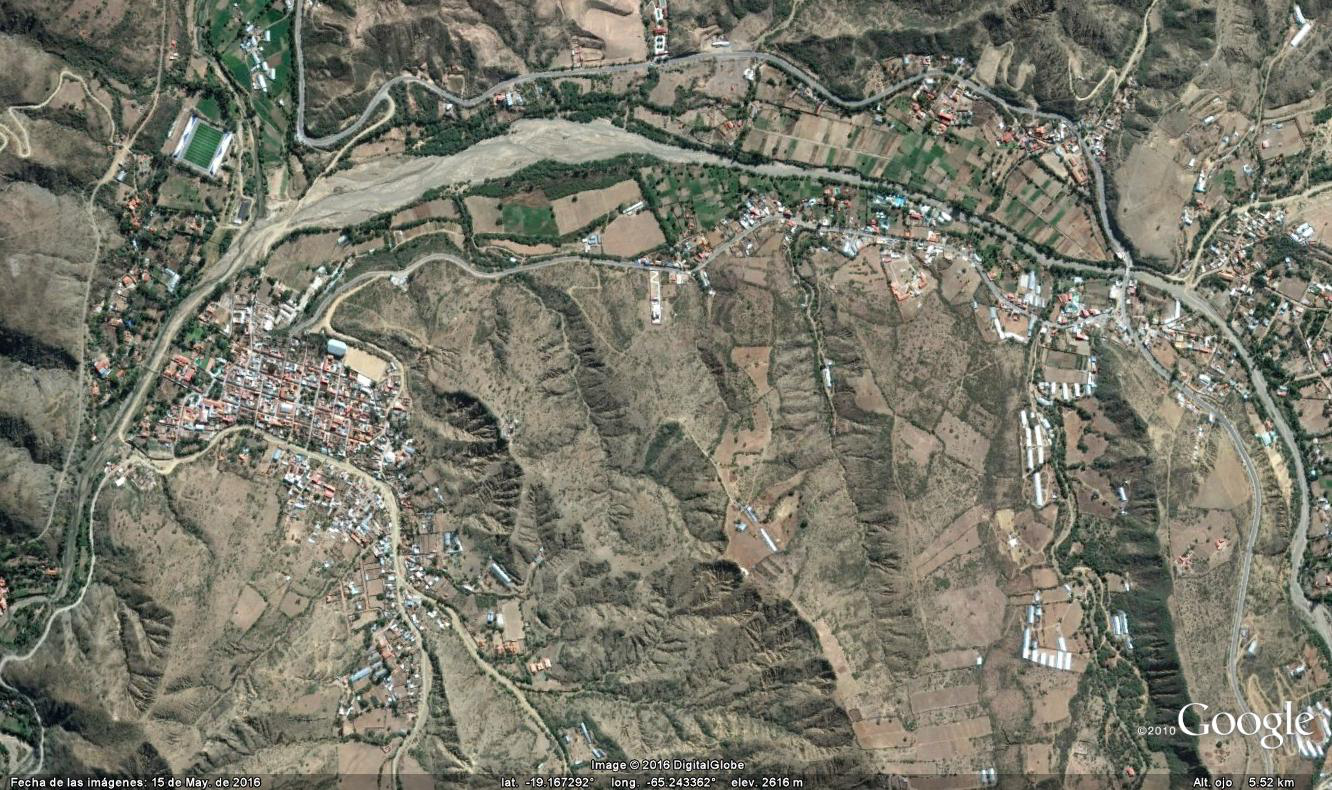 ©2010 Google
Image © 2016 DigitalGlobe
Fecha de las imágenes: 15 de May. de 2016 lat. -19.167292° long. -65.243362° elev. 2616 m Alt. ojo 5.52 km